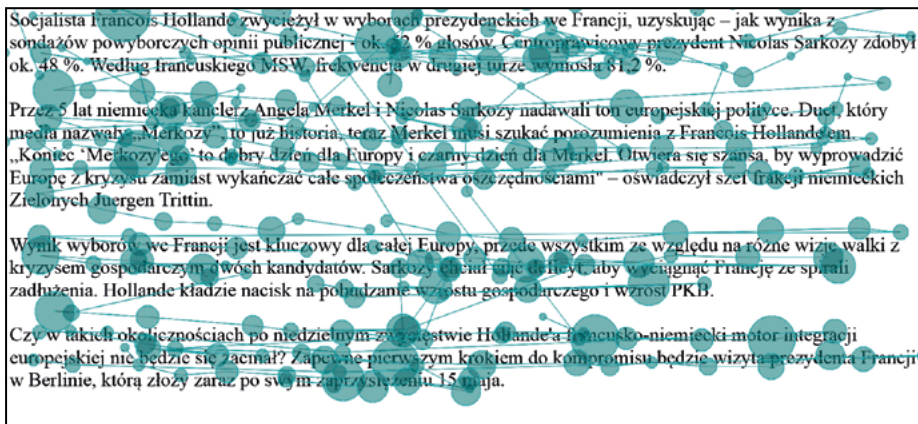 Socjalista Francois Hollande zwyciężył w wyborach prezydenckich we Francji, uzyskując – jak wynika z
sondażów powyborczych opinii publicznej - ok. 52 % głosów. Centroprawicowy prezydent Nicolas Sarkozy zdobył
ok. 48 %. Według francuskiego MSW, frekwencja w drugiej turze wyniosła 81,2 %.
Przez 5 lat niemiecka kanclerz Angela Merkel i Nicolas Sarkozy nadawali ton europejskiej polityce. Duet, który
media nazwały „Merkozy”, to już historia, teraz Merkel musi szukać porozumienia z Francois Hollande'em.
„Koniec 'Merkozy'ego' to dobry dzień dla Europy i czarny dzień dla Merkel. Otwiera się szansa, by wyprowadzić
Europę z kryzysu zamiast wykańczać całe społeczeństwa oszczędnościami" – oświadczył szef frakcji niemieckich
Zielonych Juergen Trittin.
Wynik wyborów we Francji jest kluczowy dla całej Europy, przede wszystkim ze względu na różne wizje walki z
kryzysem gospodarczym dwóch kandydatów. Sarkozy chciał ciąć deficyt, aby wyciągnąć Francję ze spirali
zadłużenia. Hollande kładzie nacisk na pobudzanie wzrostu gospodarczego i wzrost PKB.
Czy w takich okolicznościach po niedzielnym zwycięstwie Hollande'a francusko-niemiecki motor integracji
europejskiej nie będzie się zacinał? Zapewne pierwszym krokiem do kompromisu będzie wizyta prezydenta Francji
w Berlinie, którą złoży zaraz po swym zaprzysiężeniu 15 maja.